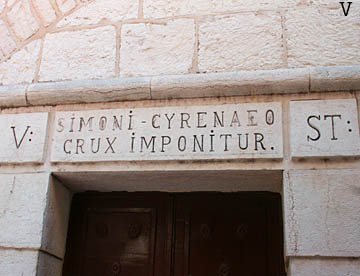 V
V: SIMONI-CYRENAEO ST:
CRUX IMPONITUR.